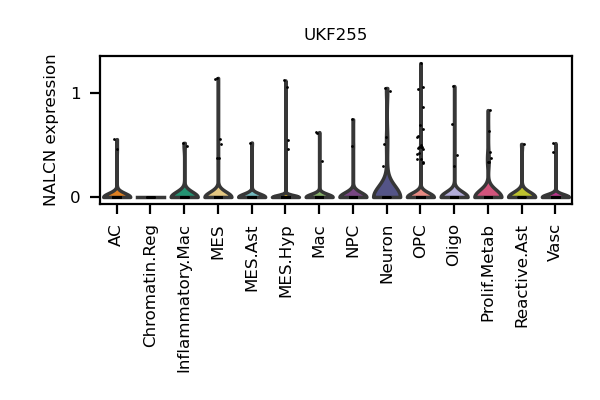 UKF255
NALCN expression
1
0
AC
Chromatin.Reg
Inflammatory.Mac
MES
MES.Ast
MES.Hyp
Mac
NPC
Neuron
OPC
Oligo
Prolif.Metab
Reactive.Ast
Vasc